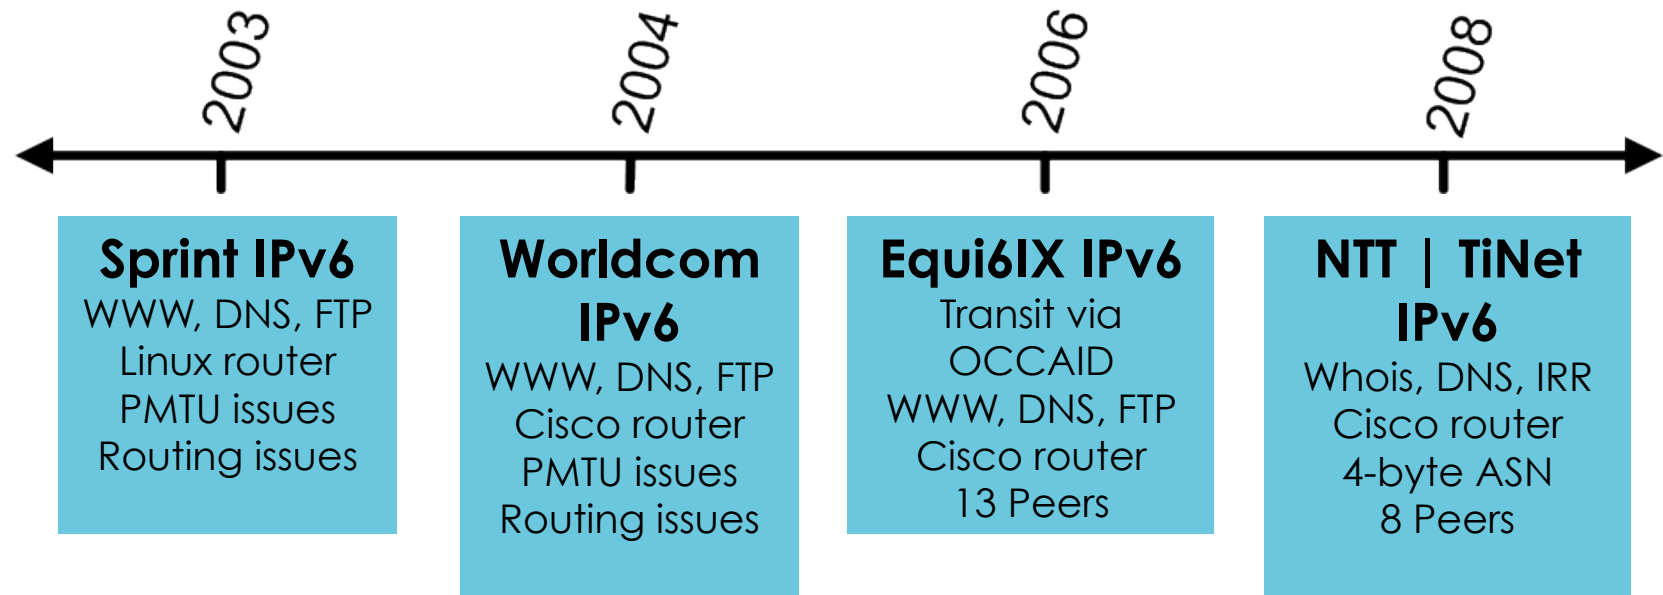 2003
2004
2006
2008
Sprint IPv6
WWW, DNS, FTP
Linux router
PMTU issues
Routing issues
Worldcom
IPv6
WWW, DNS, FTP
Cisco router
PMTU issues
Routing issues
Equi6IX IPv6
Transit via
OCCAID
WWW, DNS, FTP
Cisco router
13 Peers
NTT | TiNet
IPv6
Whois, DNS, IRR
Cisco router
4-byte ASN
8 Peers